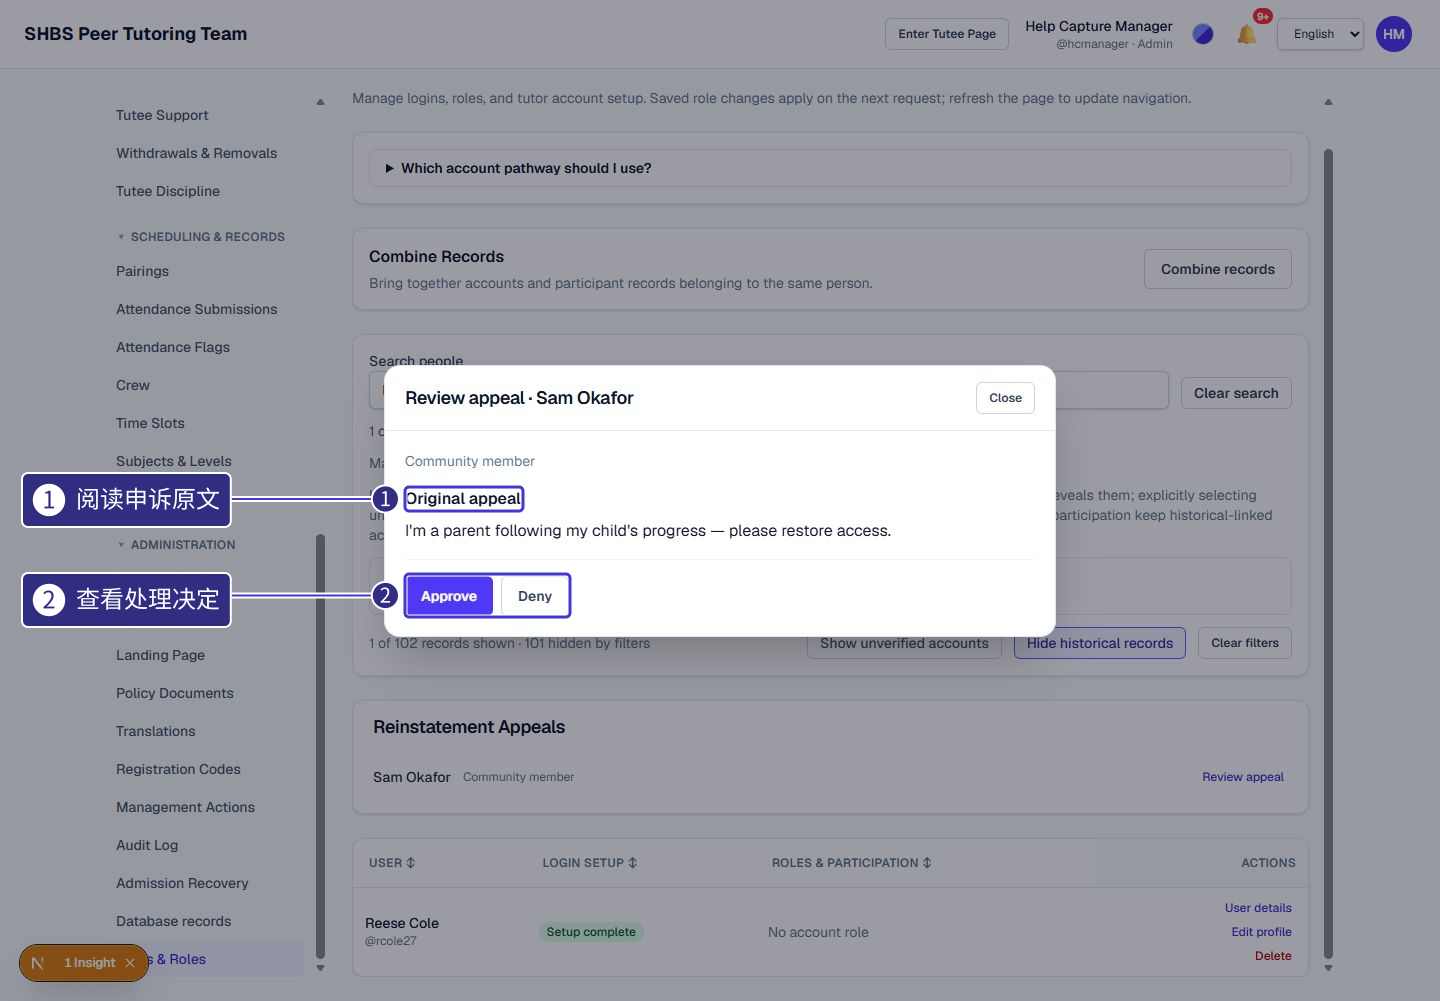 SHBS Peer Tutoring Team
Enter Tutee Page
Help Capture Manager
@hcmanager · Admin
9+
English
HM
Tutee Support
Withdrawals & Removals
Tutee Discipline
SCHEDULING & RECORDS
Pairings
Attendance Submissions
Attendance Flags
Crew
Time Slots
Subjects & Levels
1 阅读申诉原文
ADMINISTRATION
2 查看处理决定
Landing Page
Policy Documents
Translations
Registration Codes
Management Actions
Audit Log
Admission Recovery
Database records
s & Roles
1 Insight
Manage logins, roles, and tutor account setup. Saved role changes apply on the next request; refresh the page to update navigation.
Which account pathway should I use?
Combine Records
Bring together accounts and participant records belonging to the same person.
Combine records
Search people
Clear search
1
eveals them; explicitly selecting
participation keep historical-linked
Review appeal · Sam Okafor
Close
Community member
1 Original appeal
I'm a parent following my child's progress — please restore access.
2 Approve
Deny
1 of 102 records shown · 101 hidden by filters
Show unverified accounts
Hide historical records
Clear filters
Reinstatement Appeals
Sam Okafor Community member
Review appeal
USER
LOGIN SETUP
ROLES & PARTICIPATION
ACTIONS
Reese Cole
@rcole27
Setup complete
No account role
User details
Edit profile
Delete